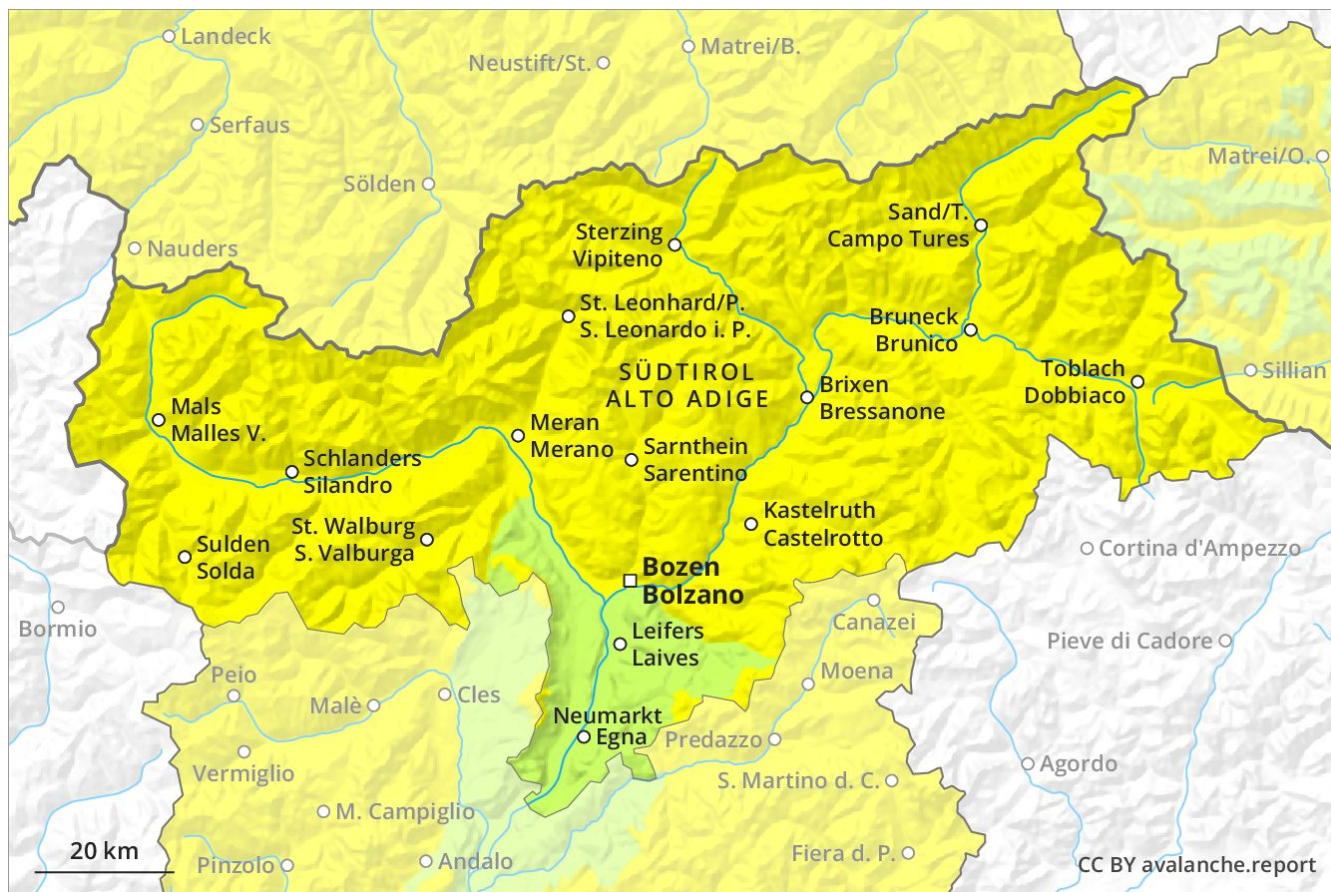 Landeck
Matrei/B.
Neustift/St.
Serfaus
Matrei/O.
Sölden
Sand/T.
Campo Tures
Nauders
Sterzing
Vipiteno
St. Leonhard/P.
S. Leonardo i. P.
Bruneck
Brunico
SÜDTIROL
ALTO ADIGE
Toblach
Dobbiaco
Sillian
Brixen
Bressanone
Mals
Malles V.
Meran
Merano
Sarnthein
Sarentino
Schlanders
Silandro
Kastelruth
Castelrotto
St. Walburg
S. Valburga
Sulden
Solda
Cortina d'Ampezzo
Bozen
Bolzano
Bormio
Canazei
Leifers
Laives
Pieve di Cadore
Peio
Moena
Malè
Cles
Neumarkt
Egna
Predazzo
Vermiglio
Agordo
S. Martino d. C.
M. Campiglio
20 km
Pinzolo
Andalo
Fiera d. P.
CC BY avalanche.report